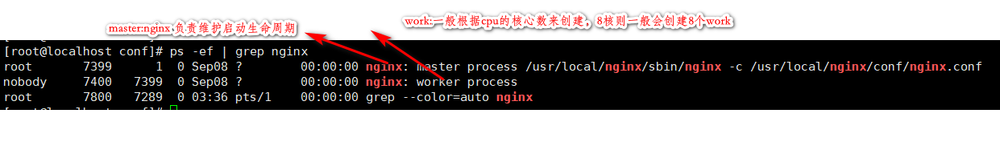 work:一般根据cpu的核心数来创建，8核则一般会创建8个work
master:nginx 负责维护启动生命周期
[root@localhost conf]# ps -ef | grep nginx
root 7399 1 0 Sep08 ? 00:00:00 nginx: master process /usr/local/nginx/sbin/nginx -c /usr/local/nginx/conf/nginx.conf
nobody 7400 7399 0 Sep08 ? 00:00:00 nginx: worker process
root 7800 7289 0 03:36 pts/1 00:00:00 grep --color=auto nginx